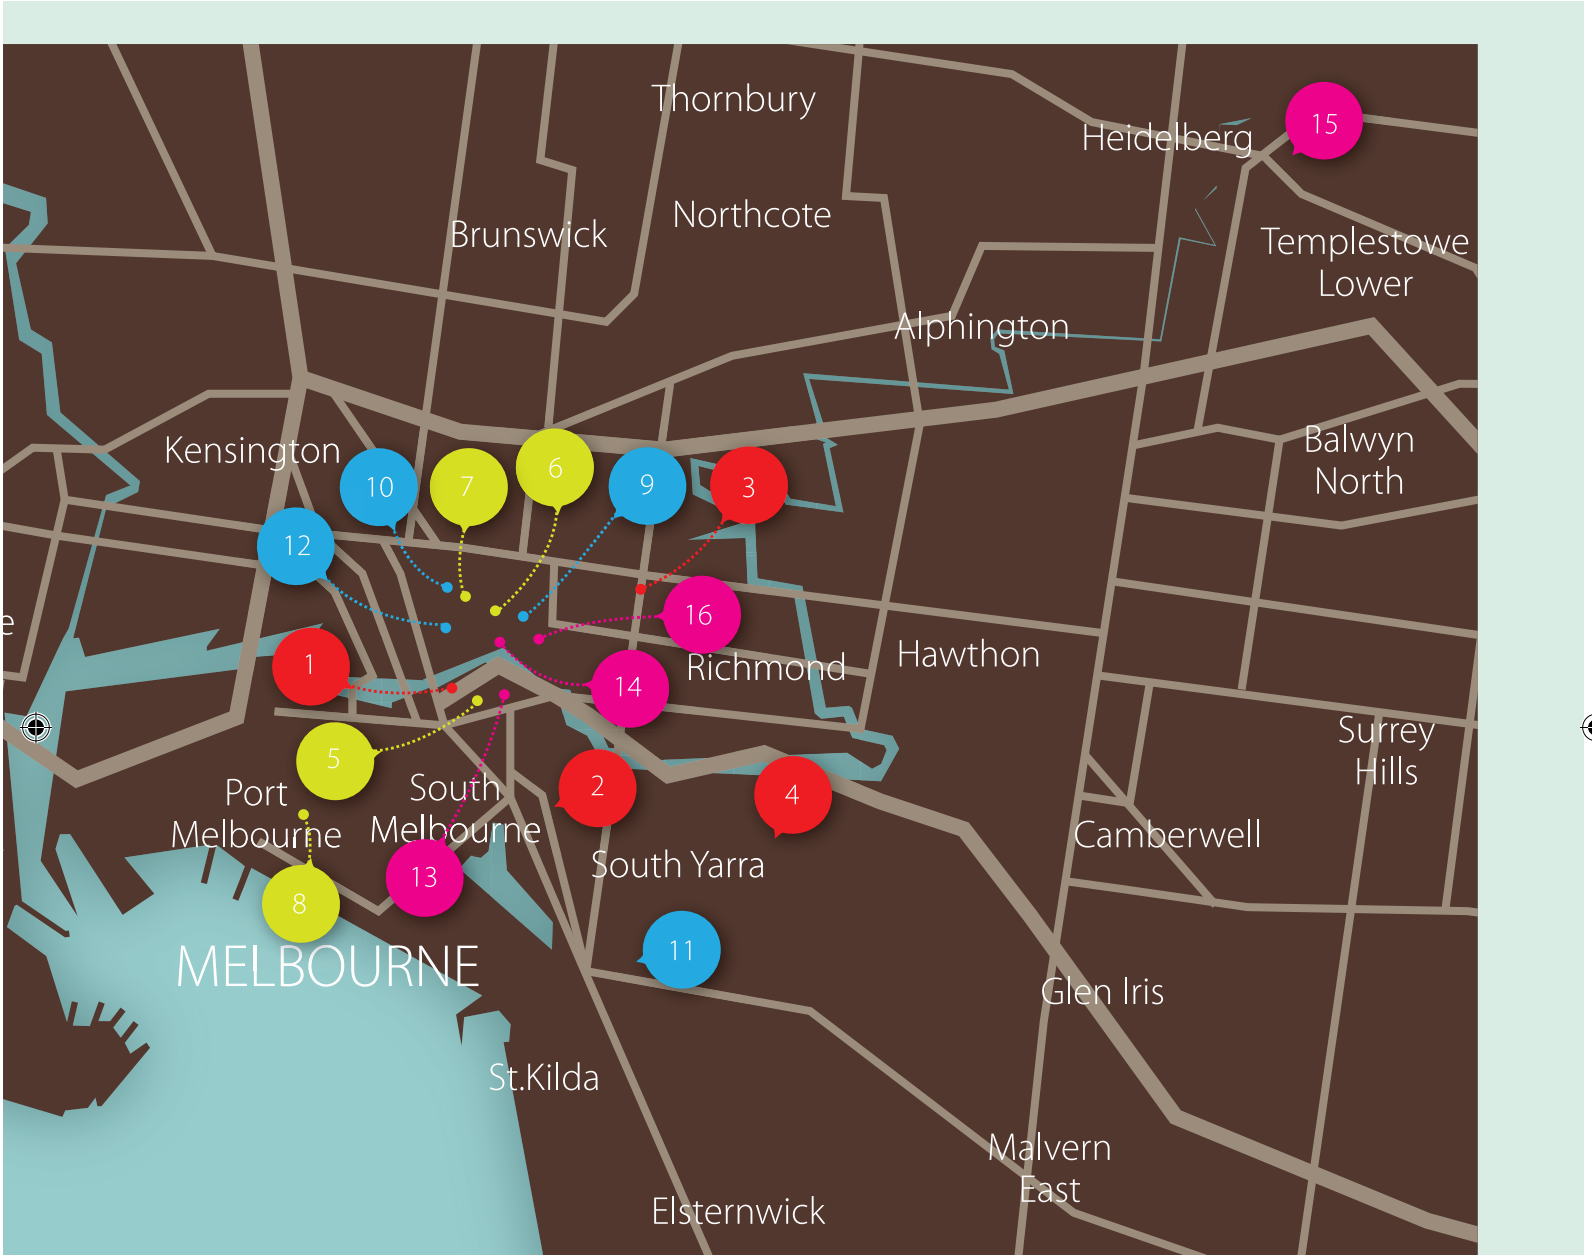 Thornbury
15
Heidelberg
Northcote
Brunswick
Templestowe
Lower
Alphington
Kensington
Balwyn
North
10
7
6
9
3
12
16
e
1
Richmond
Hawthon
14
5
2
4
Surrey
Hills
Port
Melbourne
South
Melbourne
Camberwell
South Yarra
8
13
MELBOURNE
11
Glen Iris
St.Kilda
Malvern
East
Elsternwick